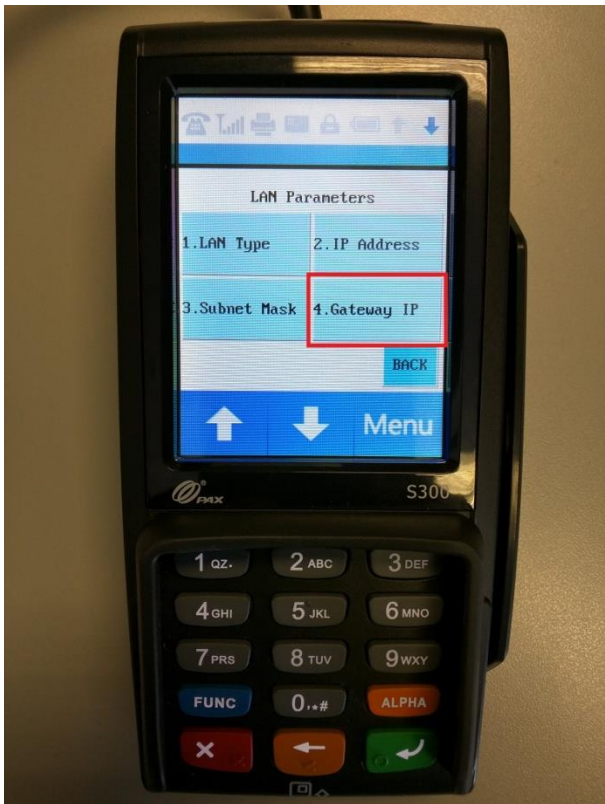 LAN Parameters
1.LAN Type 2.IP Address
3.Subnet Mask 4.Gateway IP
BACK
Menu
PAX S300
1 QZ. 2 ABC 3 DEF
4 GHI 5 JKL 6 MNO
7 PRS 8 TUV 9 WXY
FUNC 0,*# ALPHA